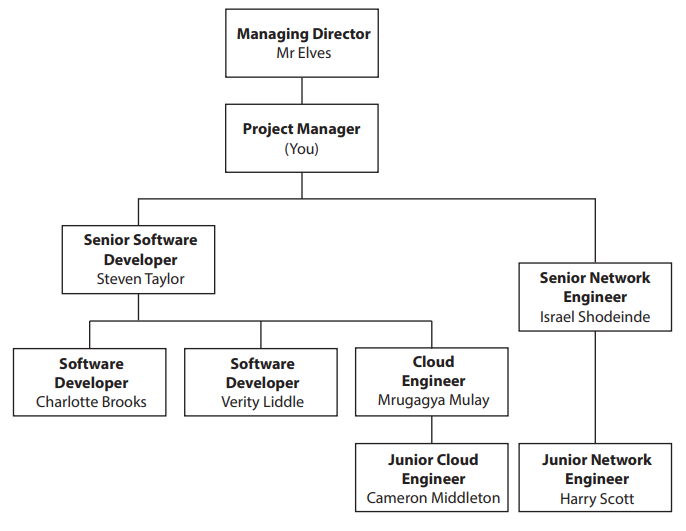 Managing Director
Mr Elves
Project Manager
(You)
Senior Software
Developer
Steven Taylor
Senior Network
Engineer
Israel Shodeinde
Software
Developer
Charlotte Brooks
Software
Developer
Verity Liddle
Cloud
Engineer
Mrugagya Mulay
Junior Cloud
Engineer
Cameron Middleton
Junior Network
Engineer
Harry Scott